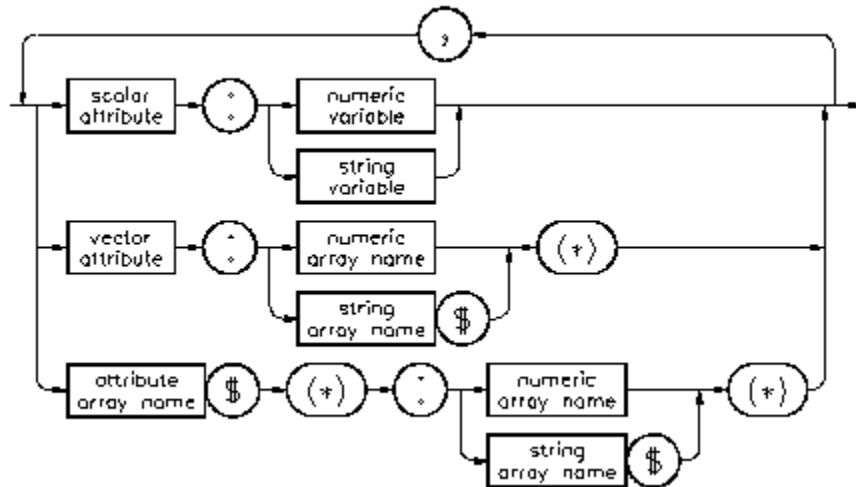 ,
scalar
attribute
:
numeric
variable
string
variable
vector
attribute
:
numeric
array name
(*)
string
array name
$
attribute
array name
$
(*)
:
numeric
array name
(*)
string
array name
$